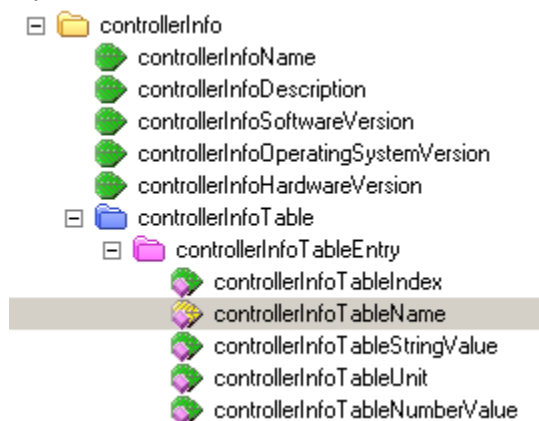 controllerInfo
controllerInfoName
controllerInfoDescription
controllerInfoSoftwareVersion
controllerInfoOperatingSystemVersion
controllerInfoHardwareVersion
controllerInfoTable
controllerInfoTableEntry
controllerInfoTableIndex
controllerInfoTableName
controllerInfoTableStringValue
controllerInfoTableUnit
controllerInfoTableNumberValue